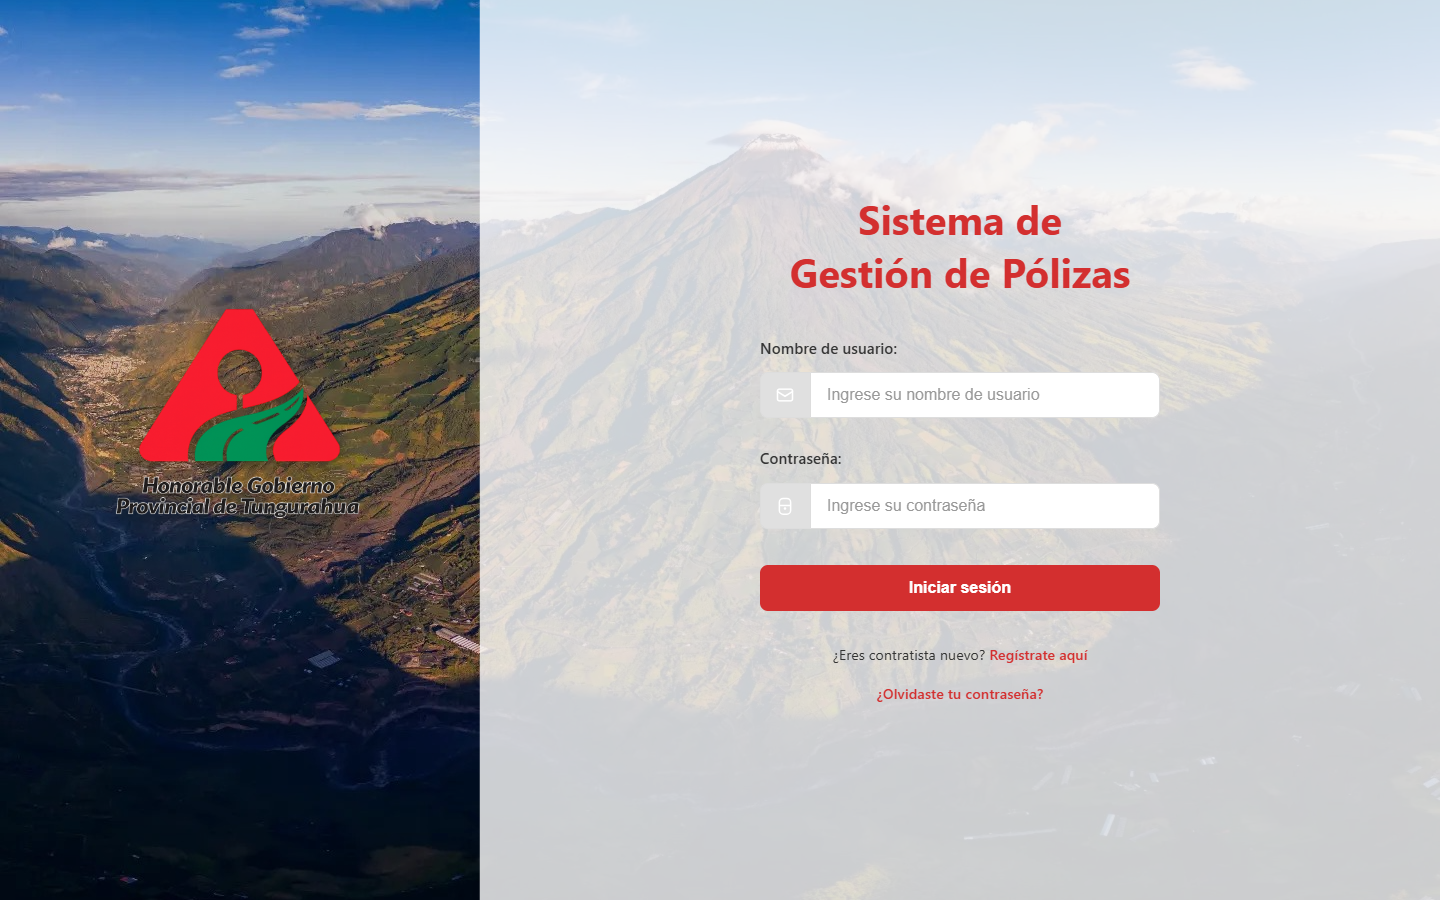 Honorable Gobierno
Provincial de Tungurahua
Sistema de
Gestión de Pólizas
Nombre de usuario:
Ingrese su nombre de usuario
Contraseña:
Ingrese su contraseña
Iniciar sesión
¿Eres contratista nuevo? Regístrate aquí
¿Olvidaste tu contraseña?